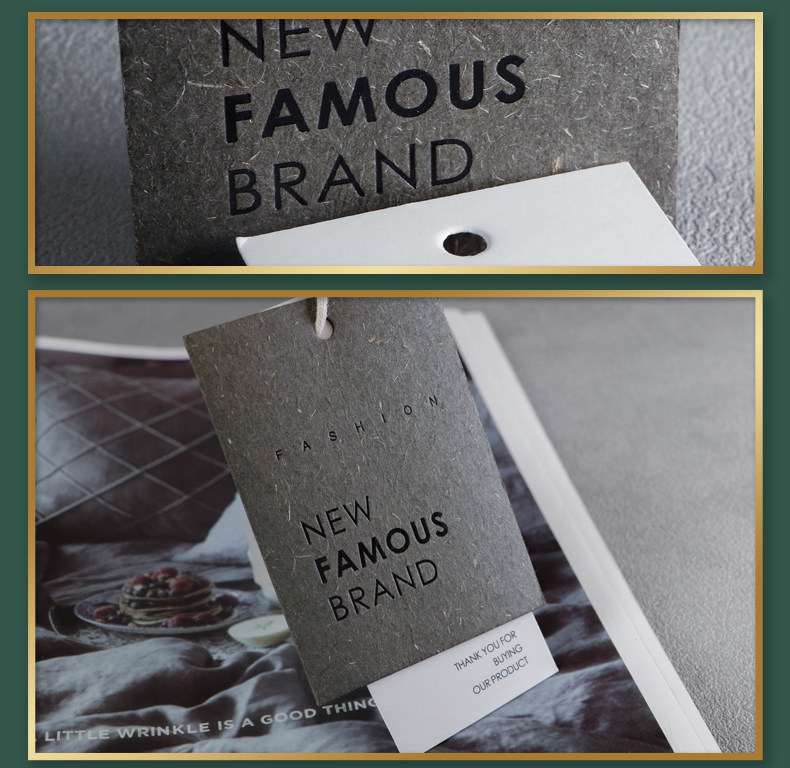 NEW
FAMOUS
BRAND
FASHION
NEW
FAMOUS
BRAND
THANK YOU FOR
BUYING
OUR PRODUCT
LITTLE WRINKLE IS A GOOD THING